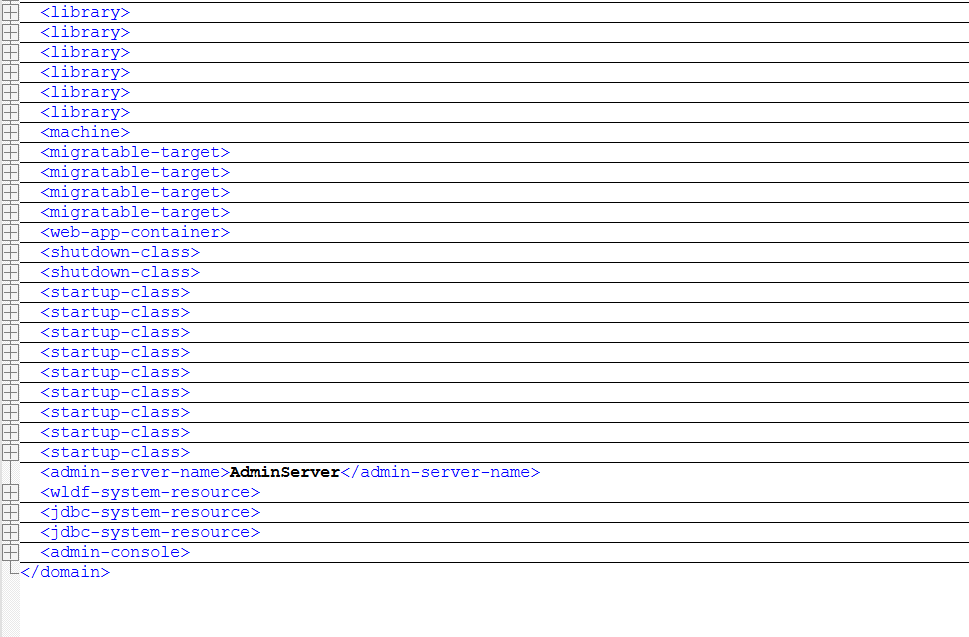 <library>
<library>
<library>
<library>
<library>
<library>
<machine>
<migratable-target>
<migratable-target>
<migratable-target>
<migratable-target>
<web-app-container>
<shutdown-class>
<shutdown-class>
<startup-class>
<startup-class>
<startup-class>
<startup-class>
<startup-class>
<startup-class>
<startup-class>
<startup-class>
<startup-class>
<admin-server-name>AdminServer</admin-server-name>
<wldf-system-resource>
<jdbc-system-resource>
<jdbc-system-resource>
<admin-console>
</domain>